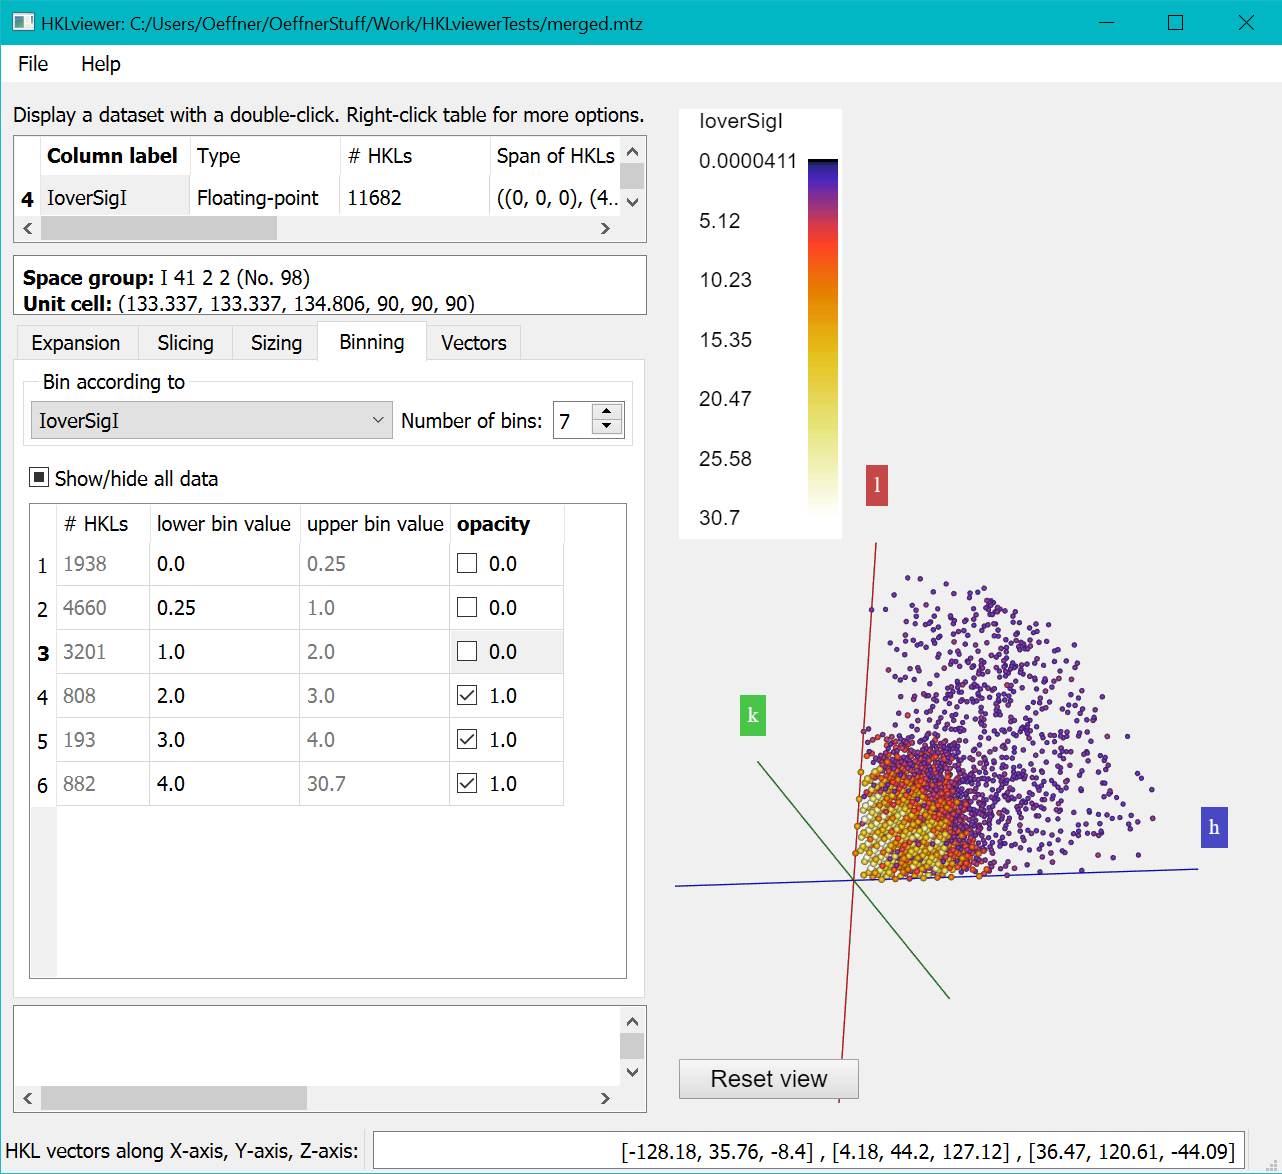 HKLviewer: C:/Users/Oeffner/OeffnerStuff/Work/HKLviewerTests/merged.mtz
File Help
Display a dataset with a double-click. Right-click table for more options.
Column label Type # HKLs Span of HKLs
4 IoverSigI Floating-point 11682 ((0, 0, 0), (4..
Space group: I 41 2 2 (No. 98)
Unit cell: (133.337, 133.337, 134.806, 90, 90, 90)
Expansion Slicing Sizing Binning Vectors
Bin according to
IoverSigI Number of bins: 7
Show/hide all data
# HKLs lower bin value upper bin value opacity
1 1938 0.0 0.25 0.0
2 4660 0.25 1.0 0.0
3 3201 1.0 2.0 0.0
4 808 2.0 3.0 1.0
5 193 3.0 4.0 1.0
6 882 4.0 30.7 1.0
IoverSigI
0.0000411
5.12
10.23
15.35
20.47
25.58
30.7
l
k
h
Reset view
HKL vectors along X-axis, Y-axis, Z-axis: [-128.18, 35.76, -8.4] , [4.18, 44.2, 127.12] , [36.47, 120.61, -44.09]